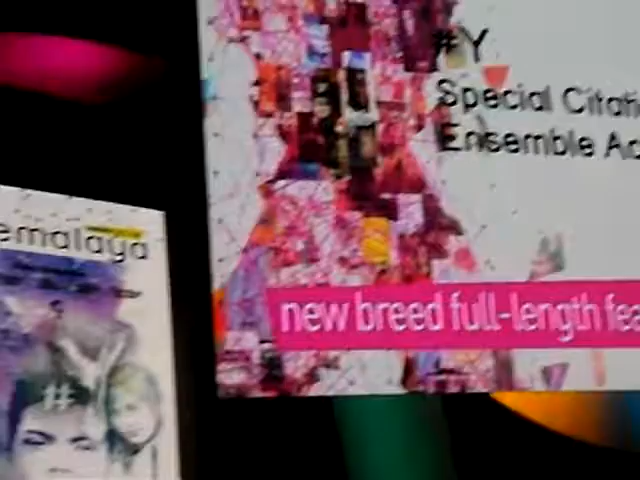 #Y
Special Citati
Ensemble Ac
new breed full-length fea
emalaya
#Y